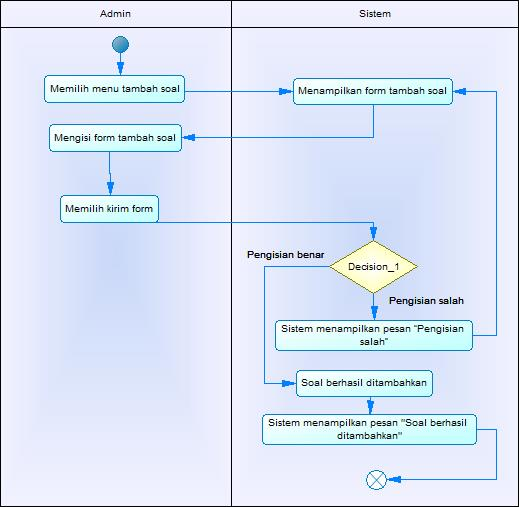 Admin
Sistem
Memilih menu tambah soal
Menampilkan form tambah soal
Mengisi form tambah soal
Memilih kirim form
Pengisian benar
Decision_1
Pengisian salah
Sistem menampilkan pesan "Pengisian
salah"
Soal berhasil ditambahkan
Sistem menampilkan pesan "Soal berhasil
ditambahkan"